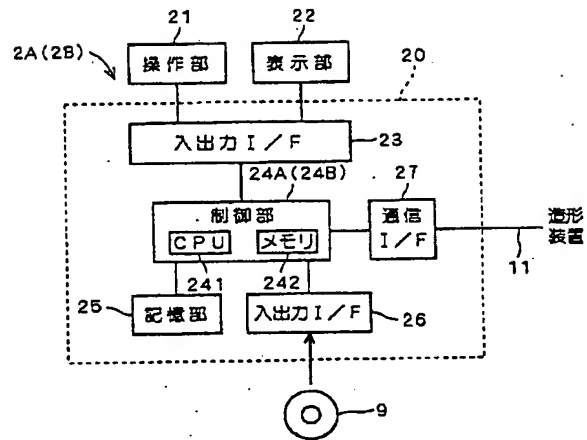 21
22
2A(2B)
操作部
表示部
20
入出力I/F
23
24A(24B)
27
制御部
CPU
メモリ
通信
I/F
造形
装置
11
241
242
25
記憶部
入出力I/F
26
9